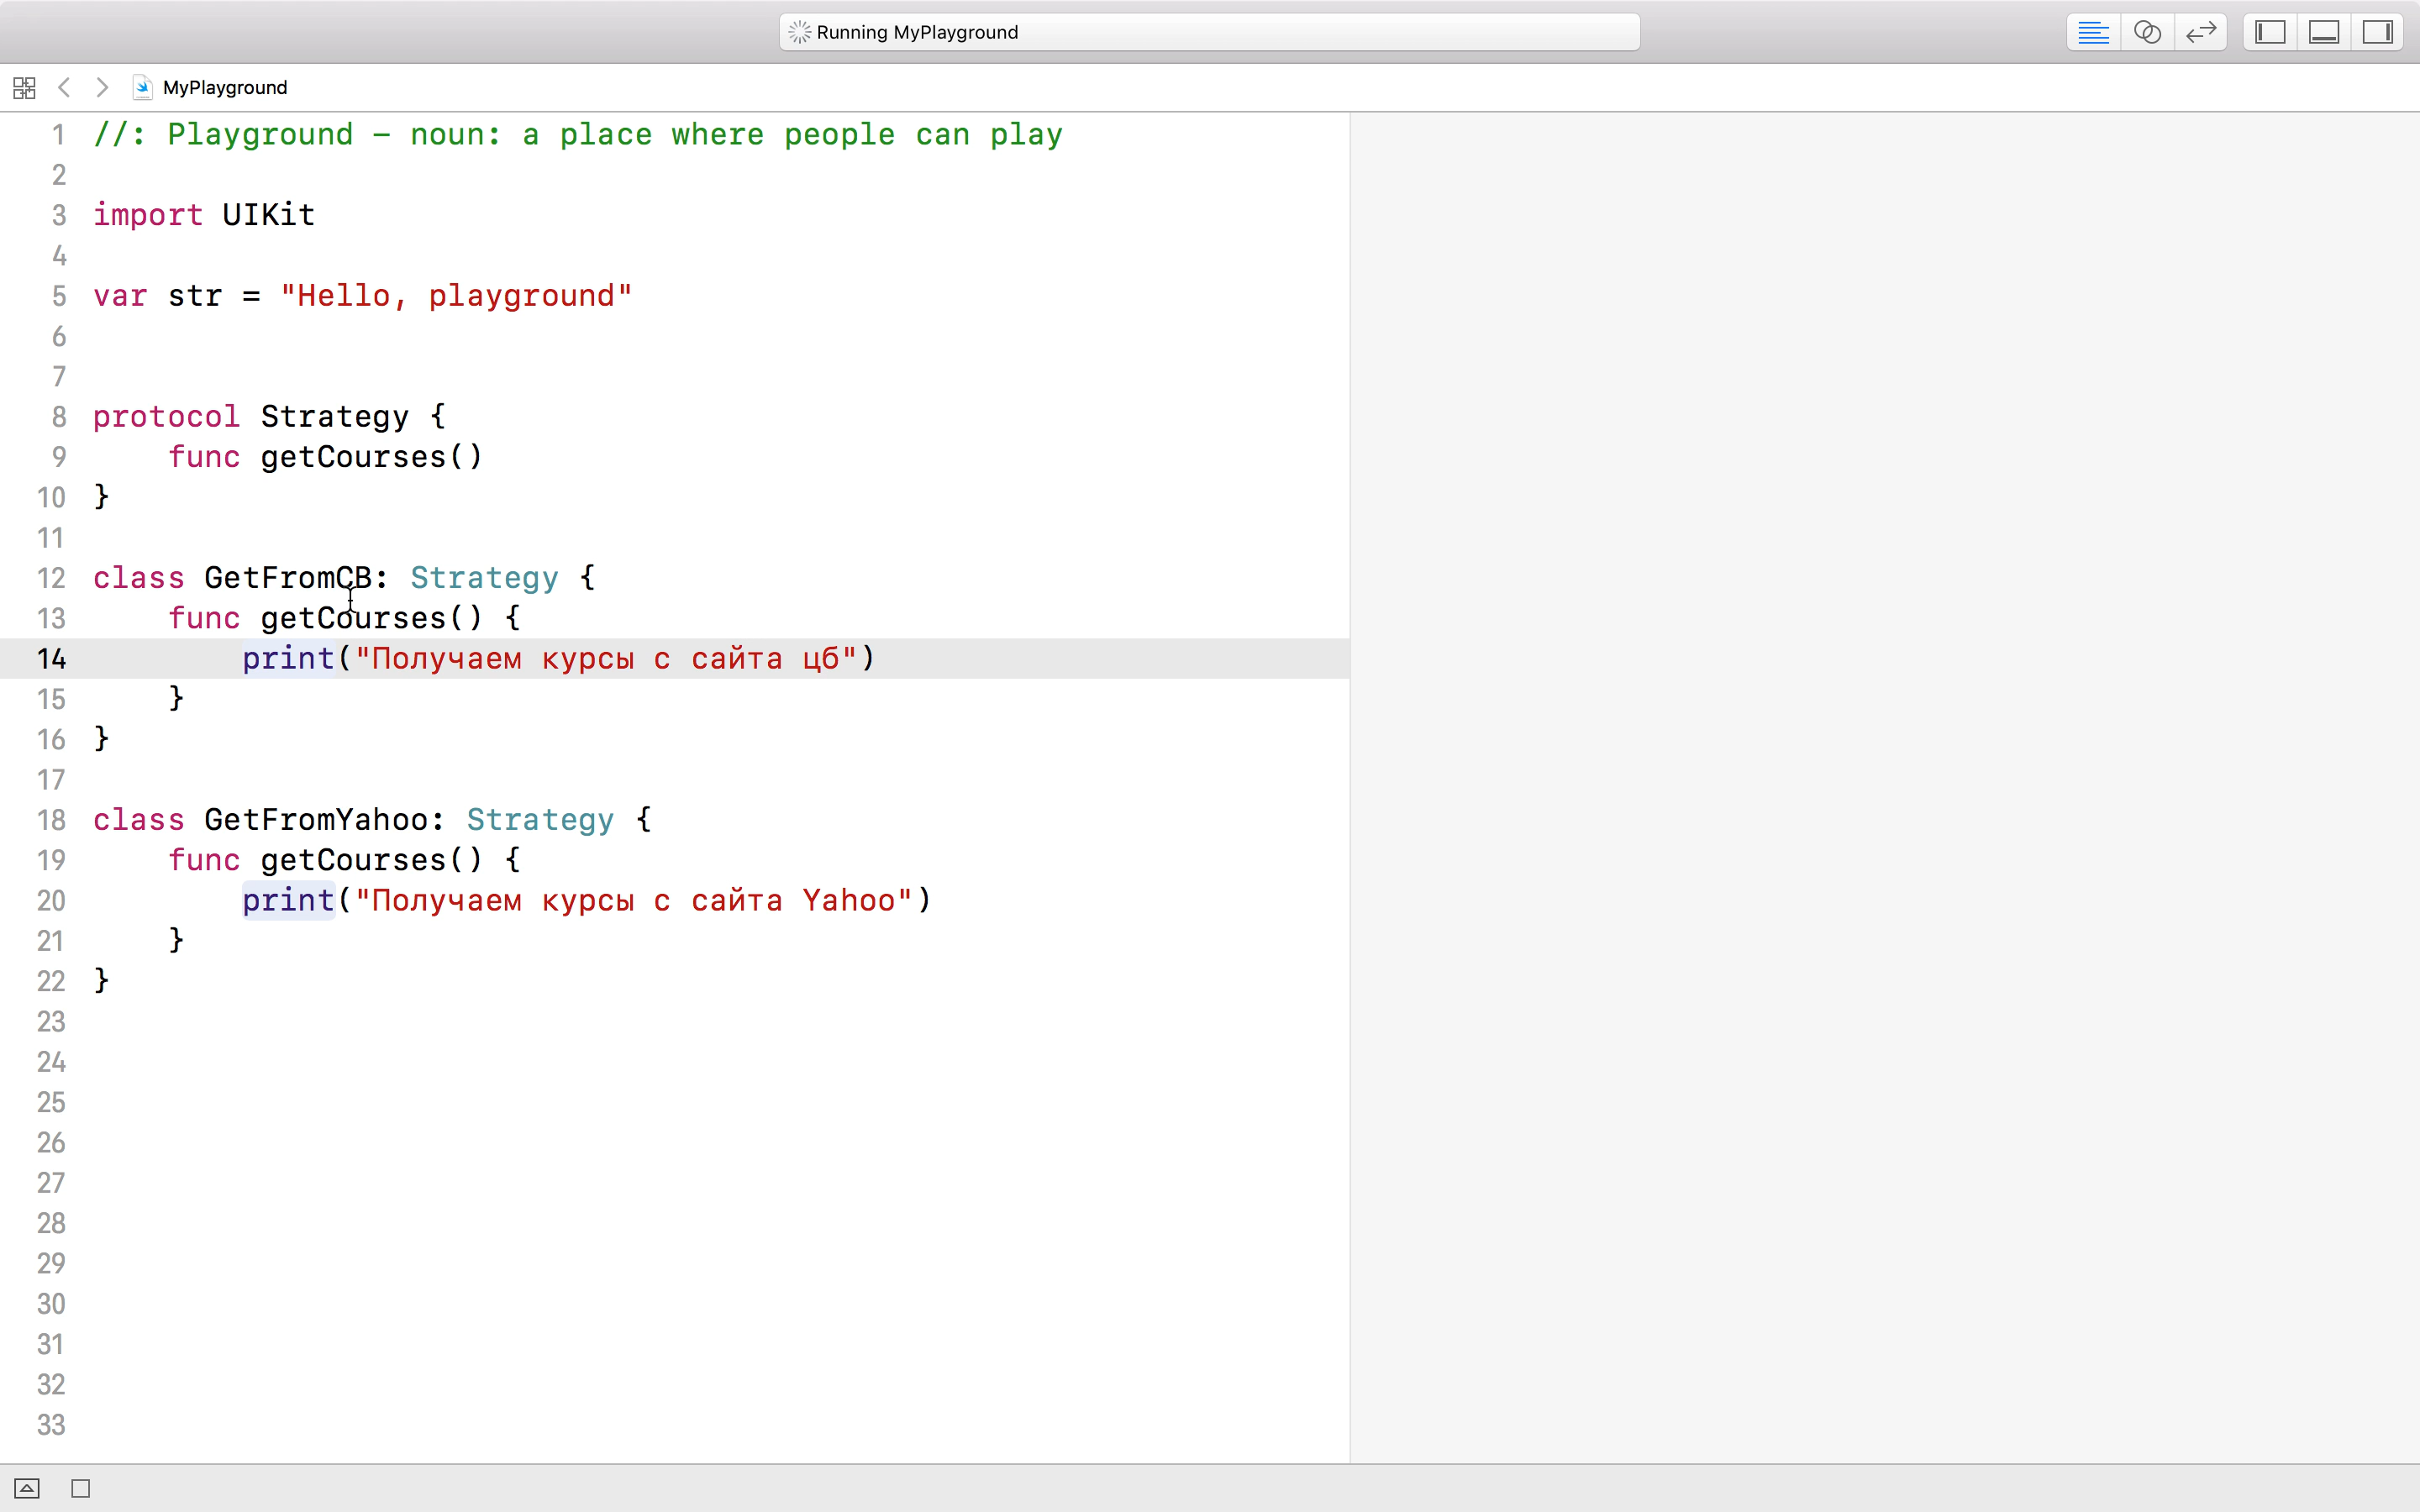 Running MyPlayground
MyPlayground
1 //: Playground - noun: a place where people can play
2
3 import UIKit
4
5 var str = "Hello, playground"
6
7
8 protocol Strategy {
9 func getCourses()
10 }
11
12 class GetFromCB: Strategy {
13 func getCourses() {
14 print("Получаем курсы с сайта цб")
15 }
16 }
17
18 class GetFromYahoo: Strategy {
19 func getCourses() {
20 print("Получаем курсы с сайта Yahoo")
21 }
22 }
23
24
25
26
27
28
29
30
31
32
33